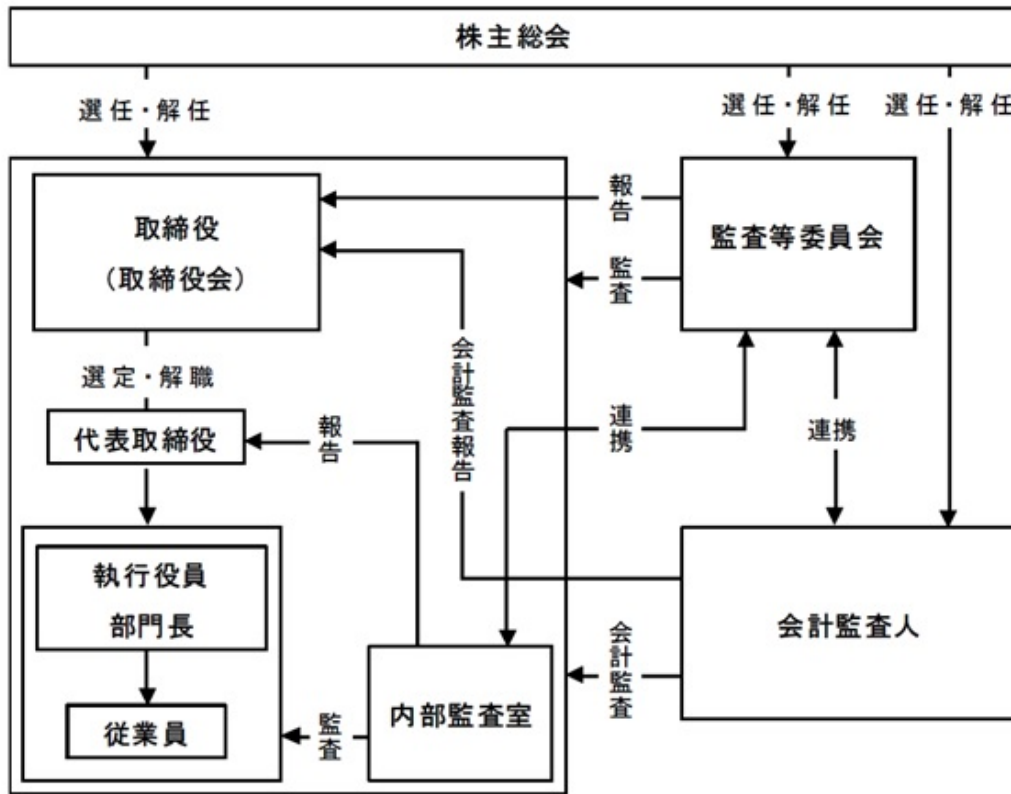 株主総会
選任・解任
選任・解任
選任・解任
取締役
（取締役会）
報告
監査等委員会
監査
会計監査報告
選定・解職
代表取締役
報告
連携
連携
執行役員
部門長
従業員
監査
内部監査室
会計監査
会計監査人